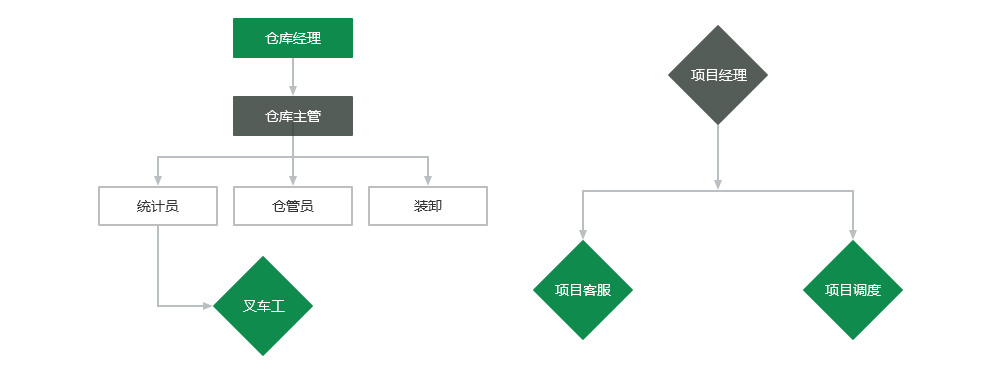 仓库经理
仓库主管
统计员
仓管员
装卸
叉车工
项目经理
项目客服
项目调度